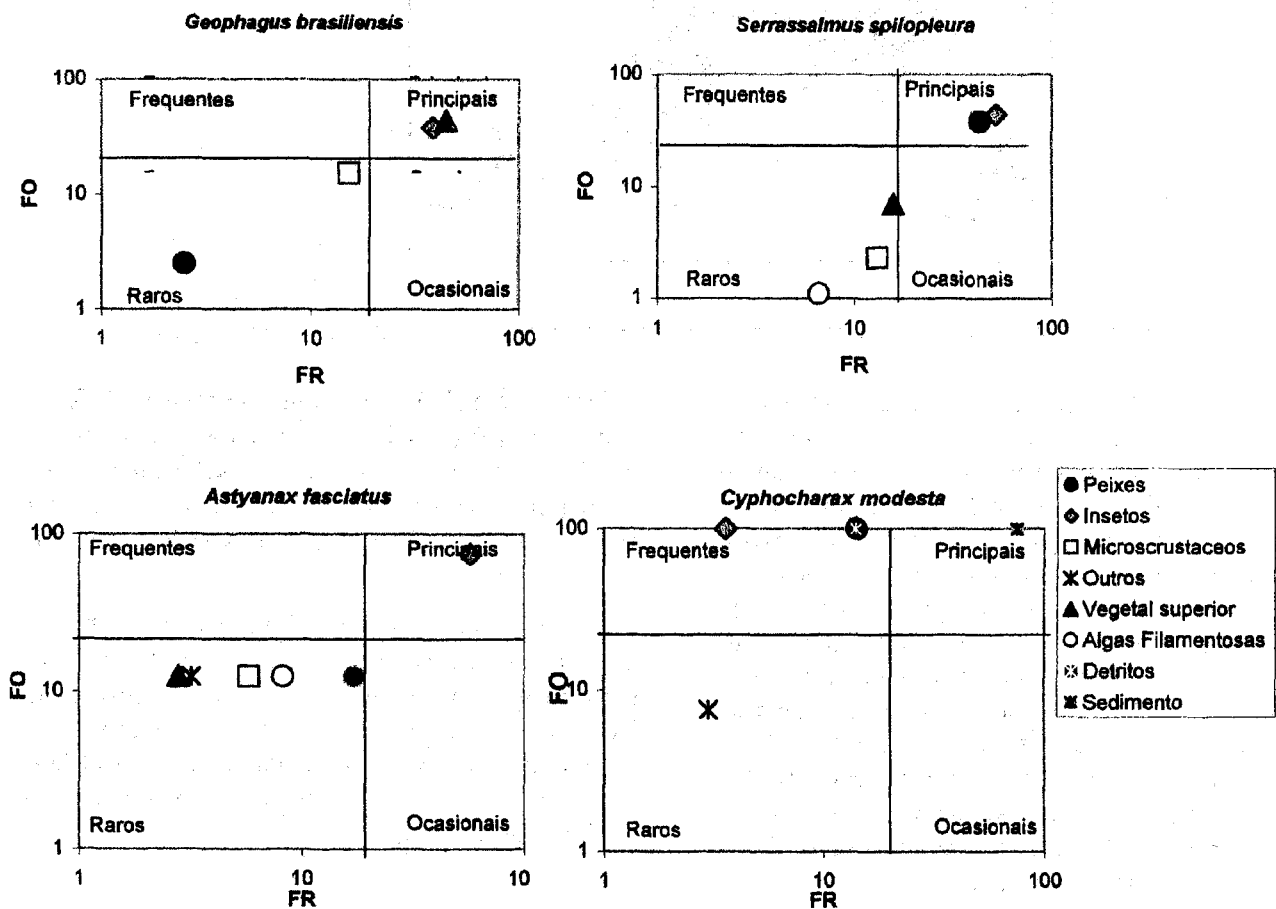 Geophagus brasiliensis
100
Frequentes
Principais
FO
10
Raros
Ocasionais
1
1
10
100
FR
Serrassalmus spilopleura
100
Frequentes
Principais
FO
10
Raros
Ocasionais
1
1
10
100
FR
Astyanax fasciatus
100
Frequentes
Principais
FO
10
Raros
Ocasionais
1
1
10
10
FR
Cyphocharax modesta
100
Frequentes
Principais
FO
10
Raros
Ocasionais
1
1
10
100
FR
Peixes
Insetos
Microscrustaceos
Outros
Vegetal superior
Algas Filamentosas
Detritos
Sedimento